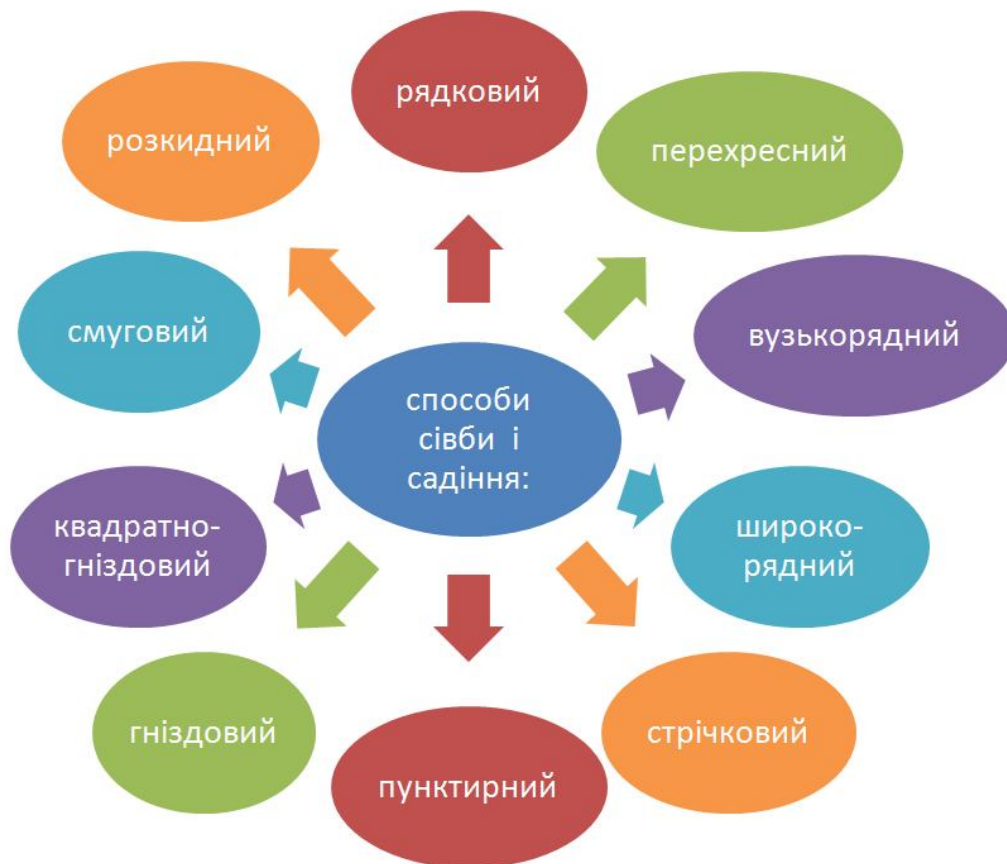 рядковий
перехресний
вузькорядний
широко-
рядний
стрічковий
пунктирний
гніздовий
квадратно-
гніздовий
смуговий
розкидний
способи
сівби і
садіння: